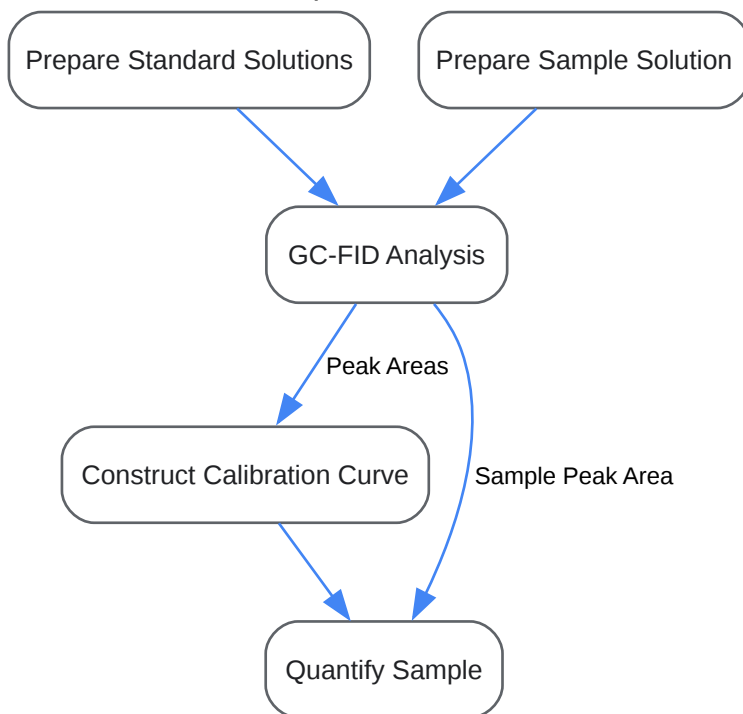 Prepare Standard Solutions
Prepare Sample Solution
GC-FID Analysis
Peak Areas
Construct Calibration Curve
Sample Peak Area
Quantify Sample